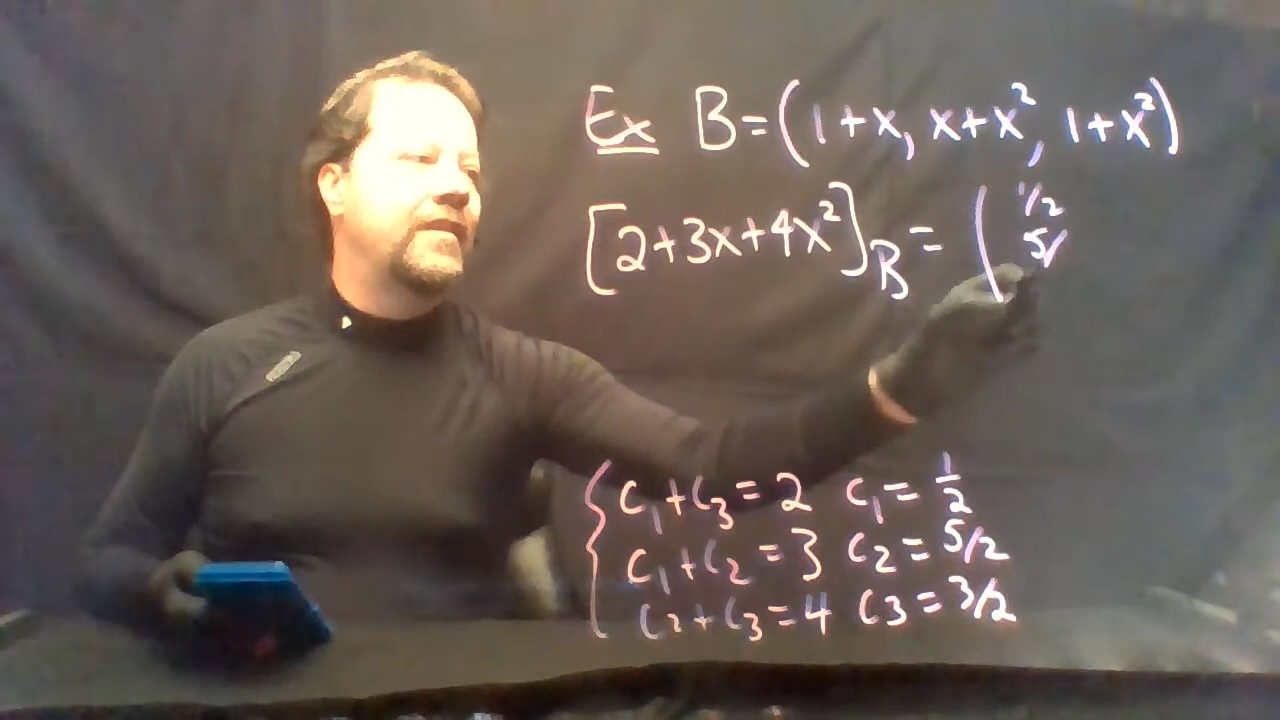 Ex B = (1+x, x+x², 1+x²)
[2+3x+4x²]_B = ( 1/2
5/
{ c₁+c₃ = 2 c₁ = 1/2
c₁+c₂ = 3 c₂ = 5/2
c₂+c₃ = 4 c₃ = 3/2